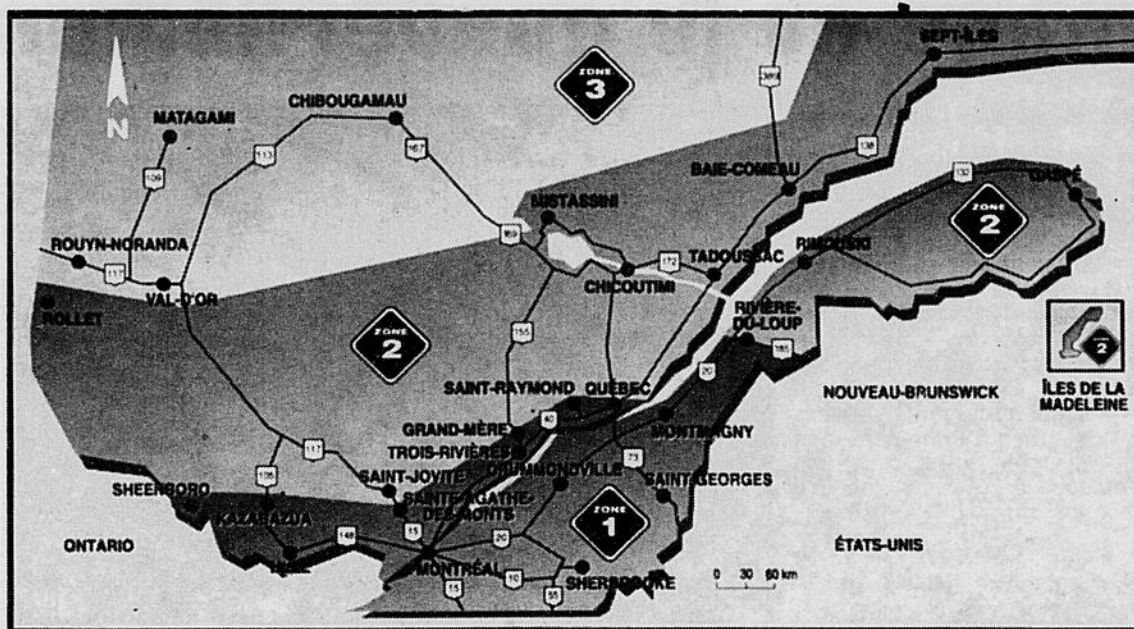 SEPT-ÎLES
ZONE
3
CHIBOUGAMAU
MATAGAMI
N
113
167
109
138
BAIE-COMEAU
132
GASPÉ
MISTASSINI
ZONE
2
ROUYN-NORANDA
169
RIMOUSKI
117
172
TADOUSSAC
VAL-D'OR
CHICOUTIMI
ROLLET
RIVIÈRE-
DU-LOUP
ZONE
2
155
185
ZONE
2
20
SAINT-RAYMOND
QUÉBEC
NOUVEAU-BRUNSWICK
ÎLES DE LA
MADELEINE
GRAND-MÈRE
40
MONTMAGNY
TROIS-RIVIÈRES
117
DRUMMONDVILLE
73
SAINT-JOVITE
SAINT-GEORGES
105
SHEENBORO
SAINTE-AGATHE-
DES-MONTS
KAZABAZUA
ZONE
1
15
148
20
ONTARIO
ÉTATS-UNIS
MONTRÉAL
10
SHERBROOKE
0 30 60 km
15
55